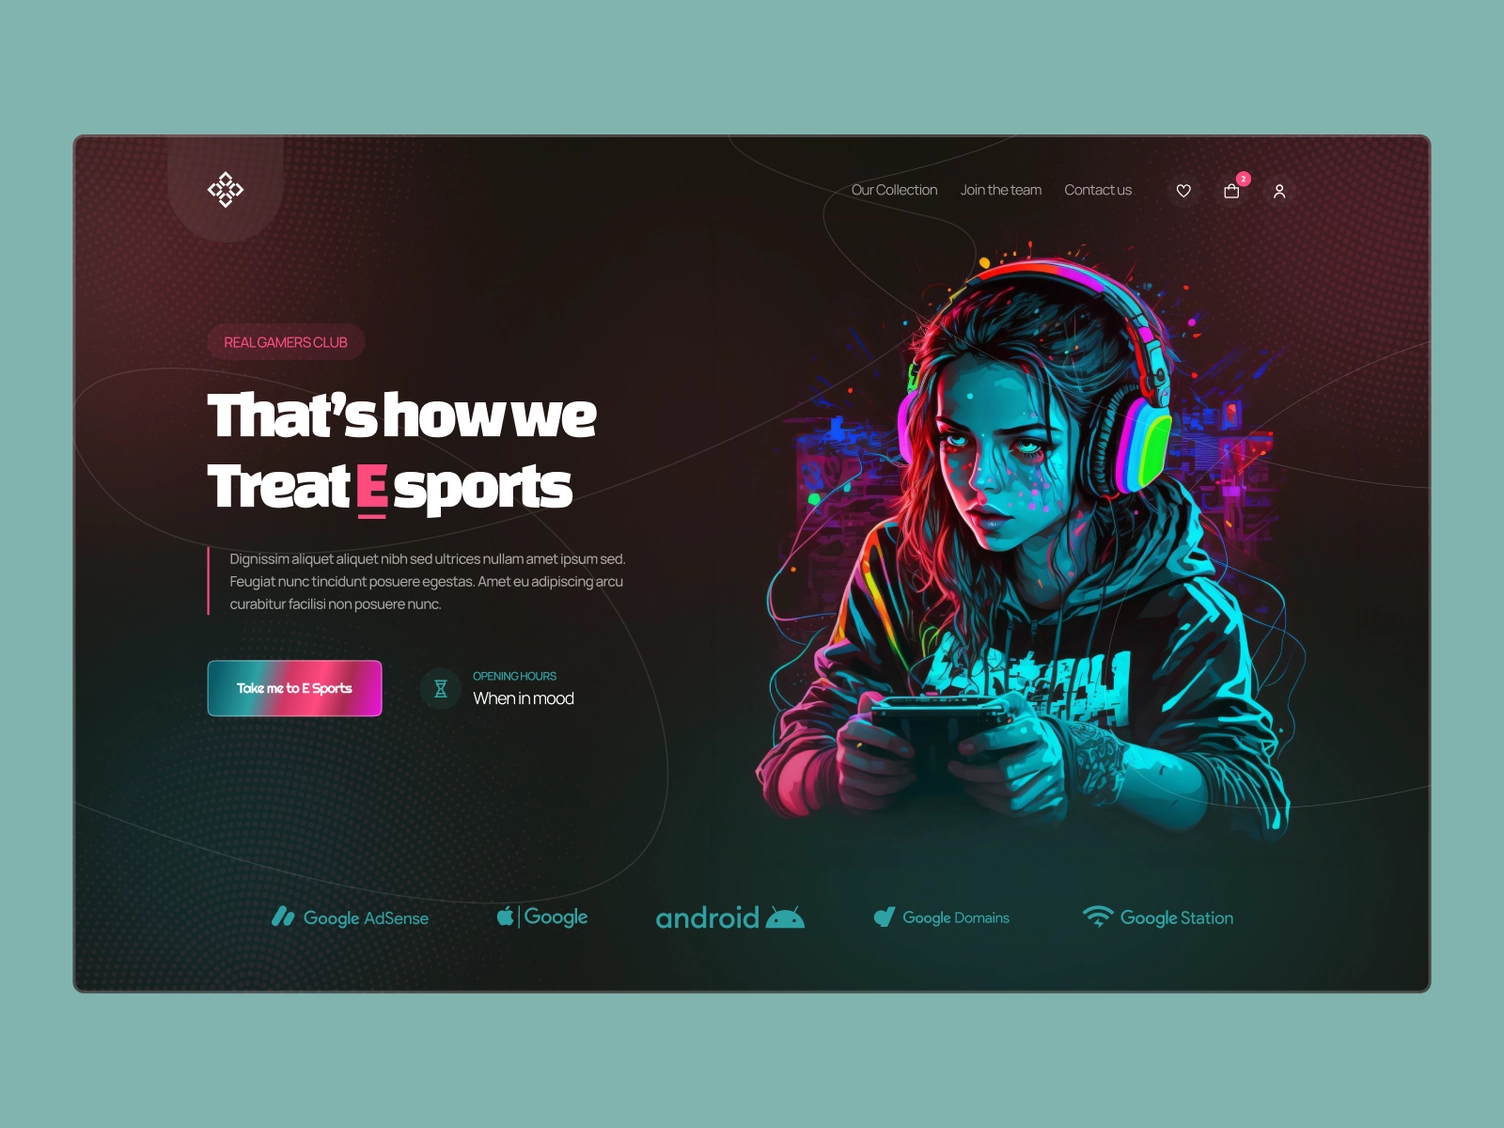 Our Collection Join the team Contact us 2
REAL GAMERS CLUB
That's how we
Treat E sports
Dignissim aliquet aliquet nibh sed ultrices nullam amet ipsum sed.
Feugiat nunc tincidunt posuere egestas. Amet eu adipiscing arcu
curabitur facilisi non posuere nunc.
Take me to E Sports
OPENING HOURS
When in mood
Google AdSense
Google
android
Google Domains
Google Station